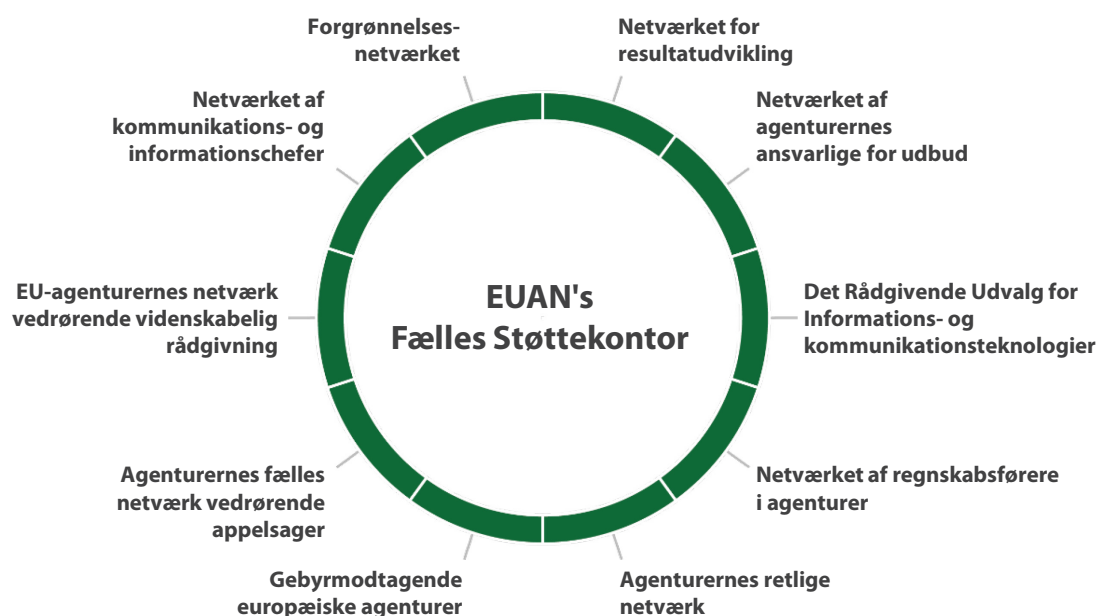 Forgrønnelses-
netværket
Netværket for
resultatudvikling
Netværket af
kommunikations- og
informationschefer
Netværket af
agenturernes
ansvarlige for udbud
EU-agenturernes netværk
vedrørende videnskabelig
rådgivning
EUAN's
Fælles Støttekontor
Det Rådgivende Udvalg for
Informations- og
kommunikationsteknologier
Agenturernes fælles
netværk vedrørende
appelsager
Netværket af regnskabsførere
i agenturer
Gebyrmodtagende
europæiske agenturer
Agenturernes retlige
netværk